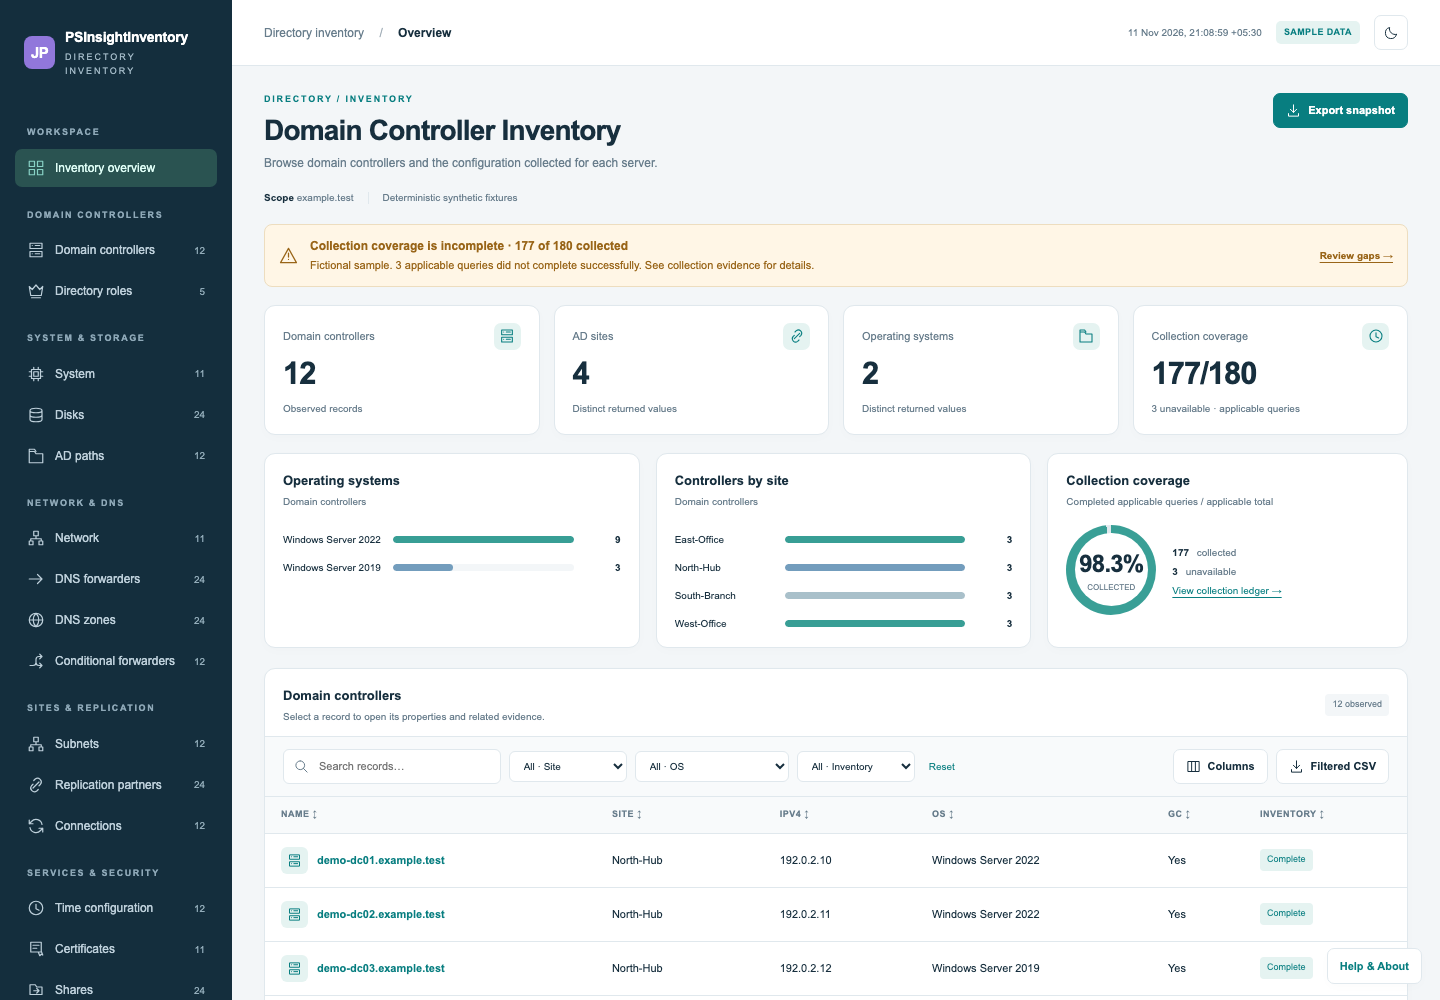 JP
PSInsightInventory
DIRECTORY
INVENTORY
WORKSPACE
Inventory overview
DOMAIN CONTROLLERS
Domain controllers 12
Directory roles 5
SYSTEM & STORAGE
System 11
Disks 24
AD paths 12
NETWORK & DNS
Network 11
DNS forwarders 24
DNS zones 24
Conditional forwarders 12
SITES & REPLICATION
Subnets 12
Replication partners 24
Connections 12
SERVICES & SECURITY
Time configuration 12
Certificates 11
Shares 24
Directory inventory / Overview
11 Nov 2026, 21:08:59 +05:30
SAMPLE DATA
DIRECTORY / INVENTORY
Domain Controller Inventory
Browse domain controllers and the configuration collected for each server.
Scope example.test
Deterministic synthetic fixtures
Export snapshot
Collection coverage is incomplete · 177 of 180 collected
Fictional sample. 3 applicable queries did not complete successfully. See collection evidence for details.
Review gaps →
Domain controllers
12
Observed records
AD sites
4
Distinct returned values
Operating systems
2
Distinct returned values
Collection coverage
177/180
3 unavailable · applicable queries
Operating systems
Domain controllers
Windows Server 2022 9
Windows Server 2019 3
Controllers by site
Domain controllers
East-Office 3
North-Hub 3
South-Branch 3
West-Office 3
Collection coverage
Completed applicable queries / applicable total
98.3%
COLLECTED
177 collected
3 unavailable
View collection ledger →
Domain controllers
Select a record to open its properties and related evidence.
12 observed
Search records...
All · Site
All · OS
All · Inventory
Reset
Columns
Filtered CSV
NAME ↕ SITE ↕ IPV4 ↕ OS ↕ GC ↕ INVENTORY ↕
demo-dc01.example.test North-Hub 192.0.2.10 Windows Server 2022 Yes Complete
demo-dc02.example.test North-Hub 192.0.2.11 Windows Server 2022 Yes Complete
demo-dc03.example.test North-Hub 192.0.2.12 Windows Server 2019 Yes Complete
Help & About